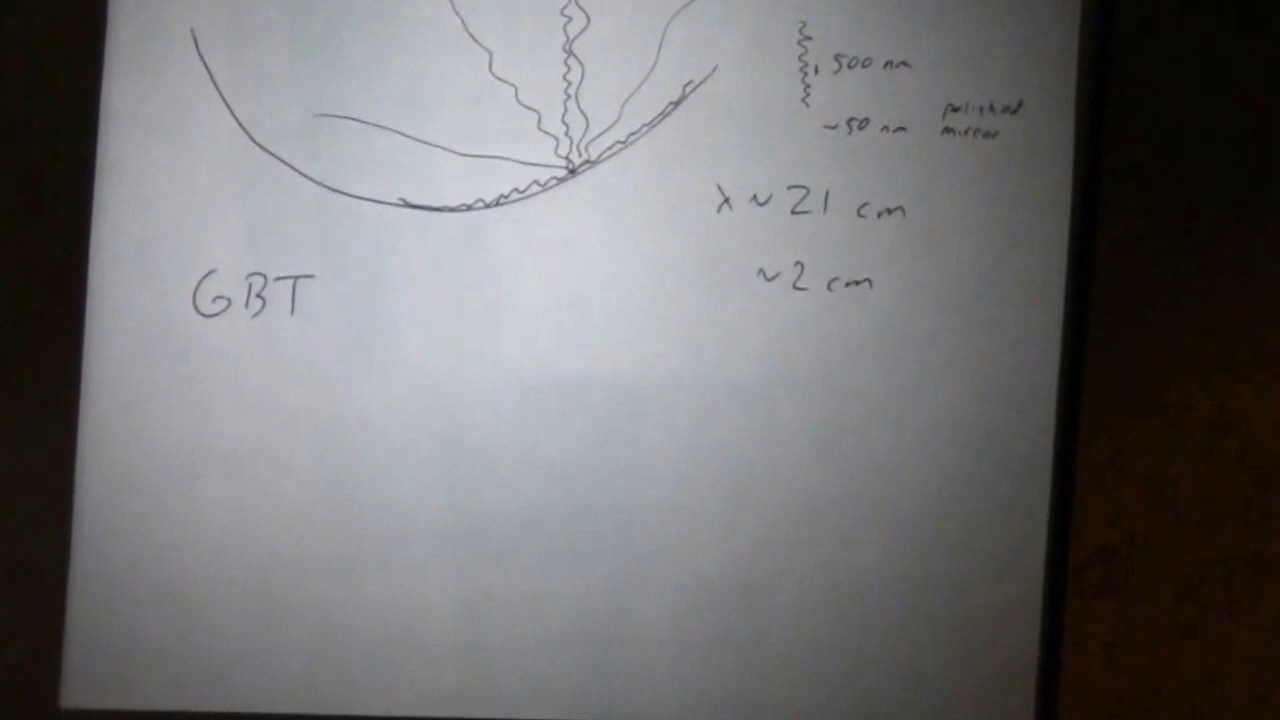 500 nm
~50 nm polished mirror
λ ~ 21 cm
~2 cm
GBT